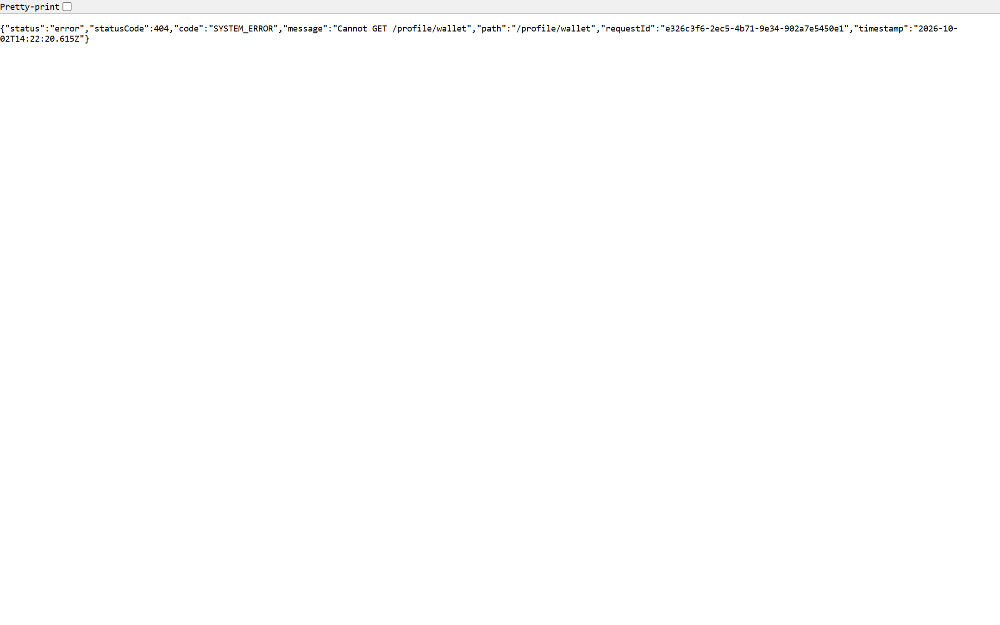 Pretty-print
{"status":"error","statusCode":404,"code":"SYSTEM_ERROR","message":"Cannot GET /profile/wallet","path":"/profile/wallet","requestId":"e326c3f6-2ec5-4b71-9e34-902a7e5450e1","timestamp":"2026-10-
02T14:22:20.615Z"}